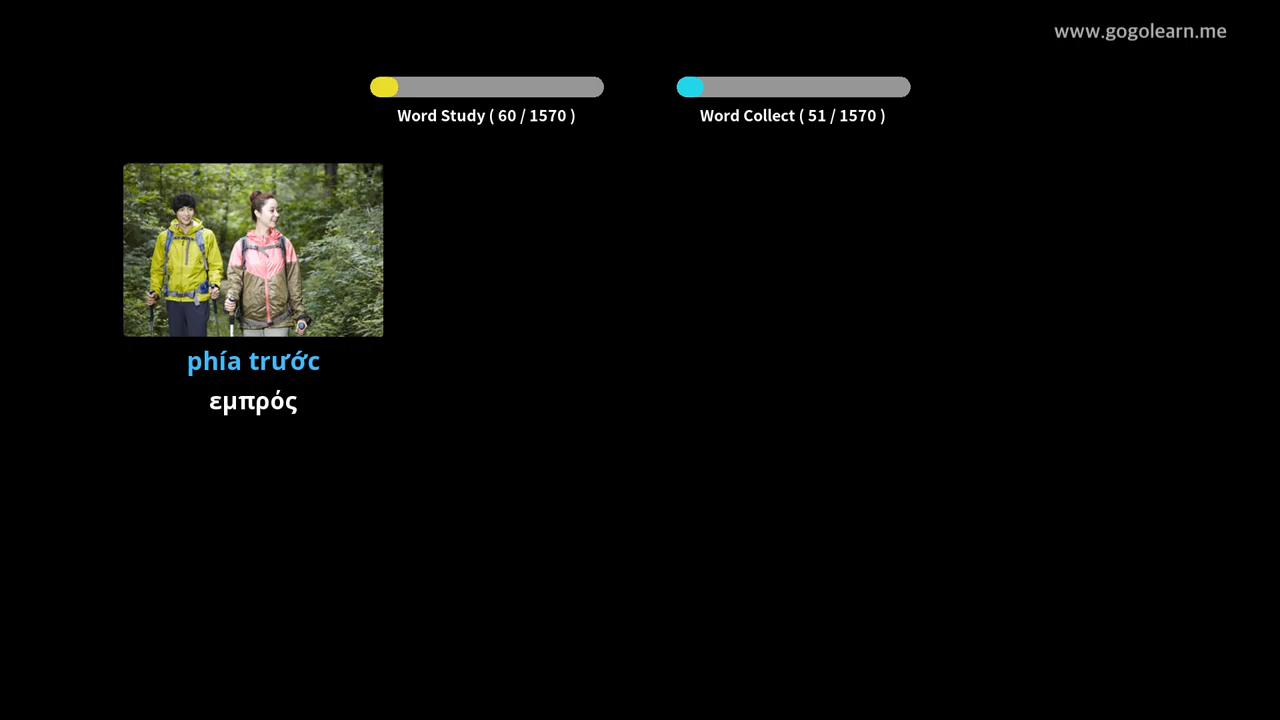 www.gogolearn.me
Word Study ( 60 / 1570 )
Word Collect ( 51 / 1570 )
phía trước
εμπρός